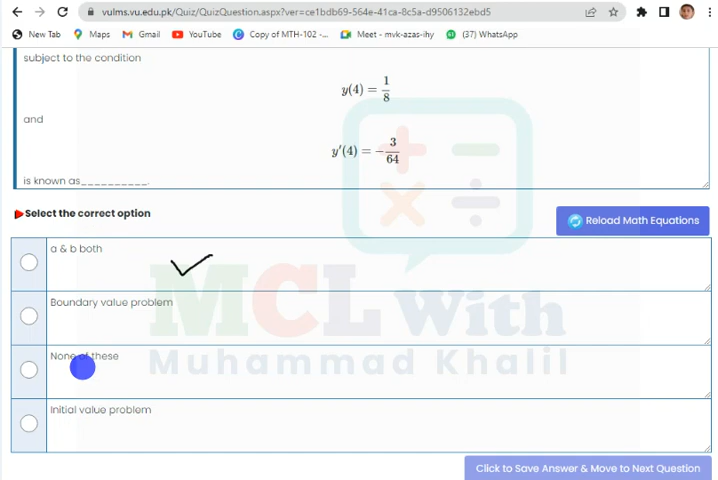 vulms.vu.edu.pk/Quiz/QuizQuestion.aspx?ver=ce1bdb69-564e-41ca-8c5a-d9506132ebd5
New Tab Maps Gmail YouTube Copy of MTH-102 -... Meet - mvk-azas-ihy (37) WhatsApp
subject to the condition
y(4) = 1/8
and
y′(4) = −3/64
is known as__________.
Select the correct option
Reload Math Equations
a & b both
Boundary value problem
MCL With
None of these
Muhammad Khalil
Initial value problem
Click to Save Answer & Move to Next Question